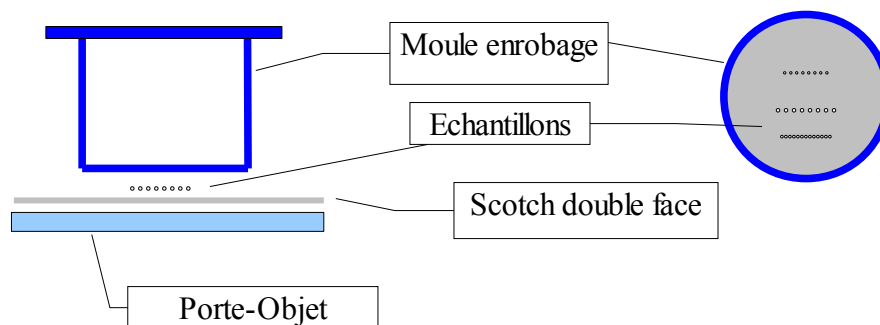 Moule enrobage
Echantillons
Scotch double face
Porte-Objet